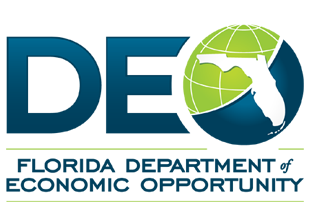 DEO
FLORIDA DEPARTMENT of
ECONOMIC OPPORTUNITY